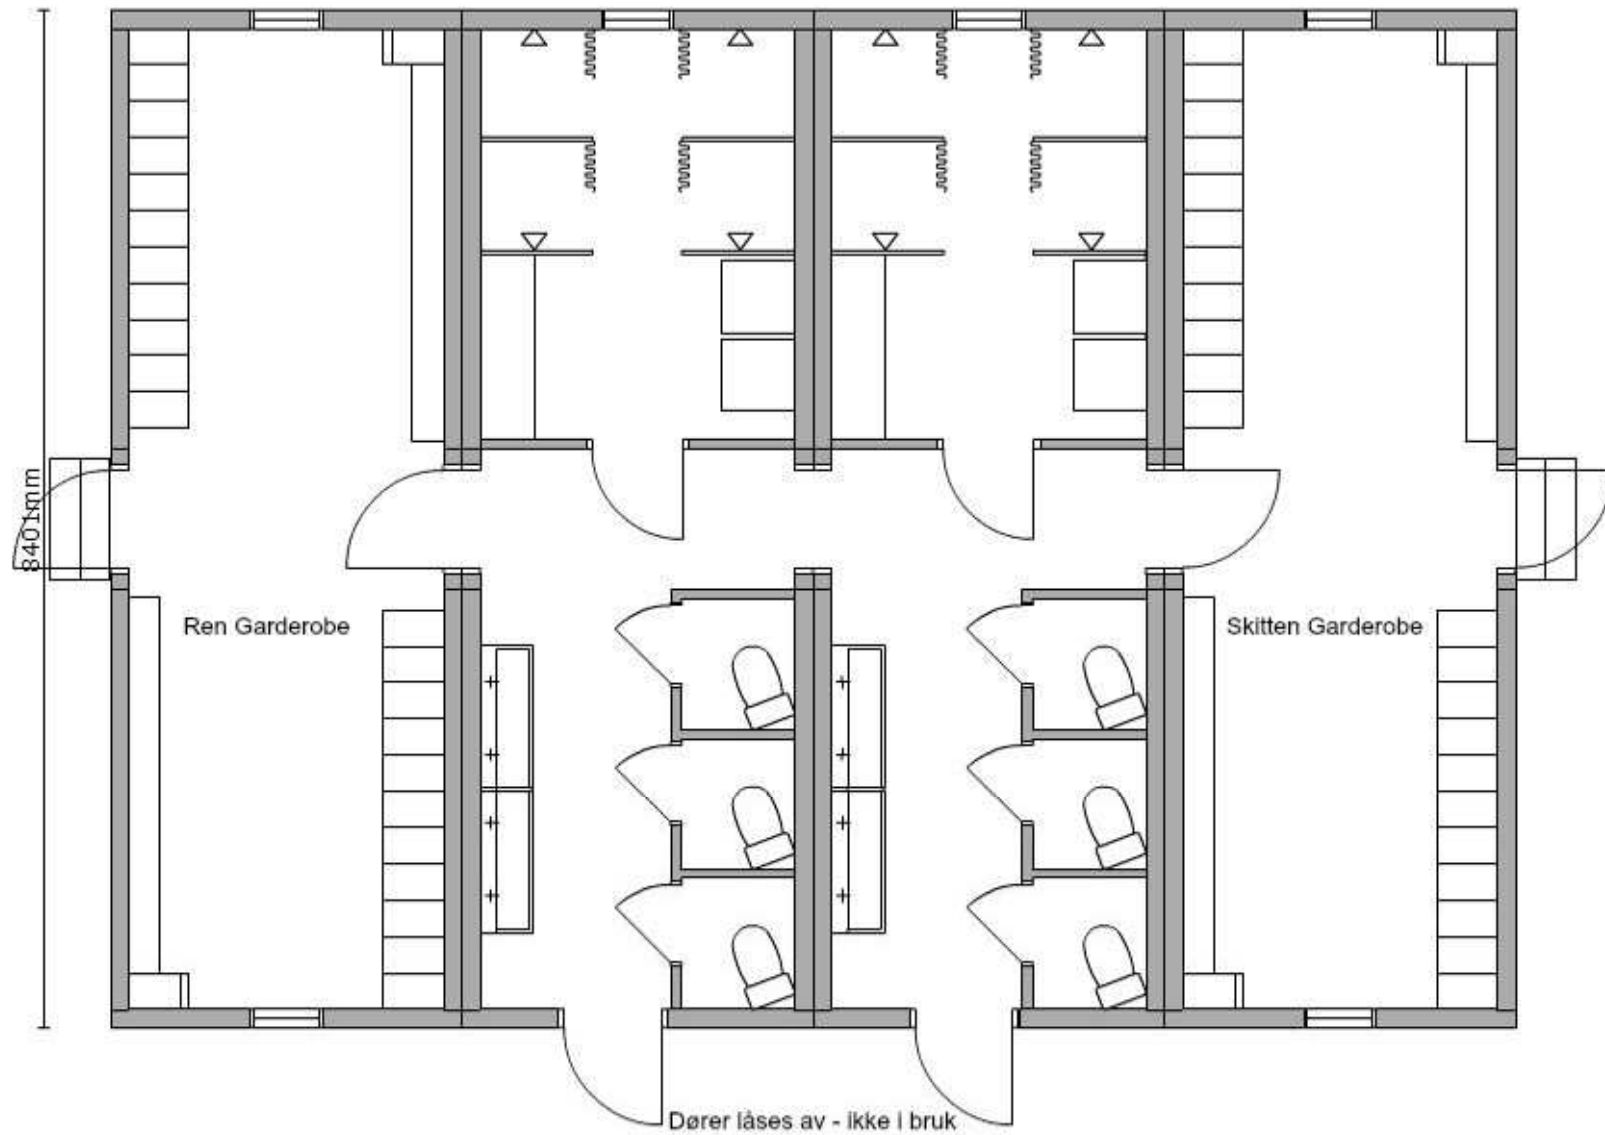 8401mm
Ren Garderobe
Skitten Garderobe
Dører låses av - ikke i bruk